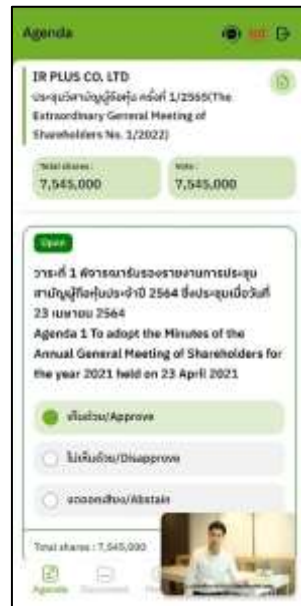 Agenda
IR PLUS CO. LTD
ประชุมวิสามัญผู้ถือหุ้น ครั้งที่ 1/2565(The
Extraordinary General Meeting of
Shareholders No. 1/2022)
Total shares :
7,545,000
Vote :
7,545,000
Open
วาระที่ 1 พิจารณารับรองรายงานการประชุม
สามัญผู้ถือหุ้นประจำปี 2564 ซึ่งประชุมเมื่อวันที่
23 เมษายน 2564
Agenda 1 To adopt the Minutes of the
Annual General Meeting of Shareholders for
the year 2021 held on 23 April 2021
เห็นด้วย/Approve
ไม่เห็นด้วย/Disapprove
งดออกเสียง/Abstain
Total shares : 7,545,000
Agenda